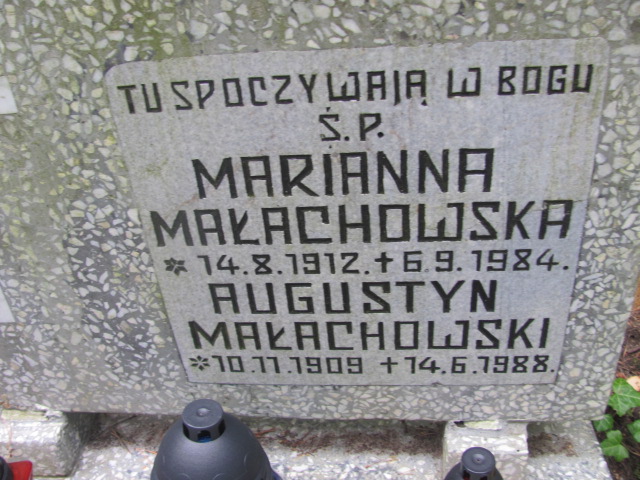 TU SPOCZYWAJĄ W BOGU
Ś.P.
MARIANNA
MAŁACHOWSKA
* 14.8.1912. + 6.9.1984.
AUGUSTYN
MAŁACHOWSKI
* 10.11.1909 + 14.6.1988.